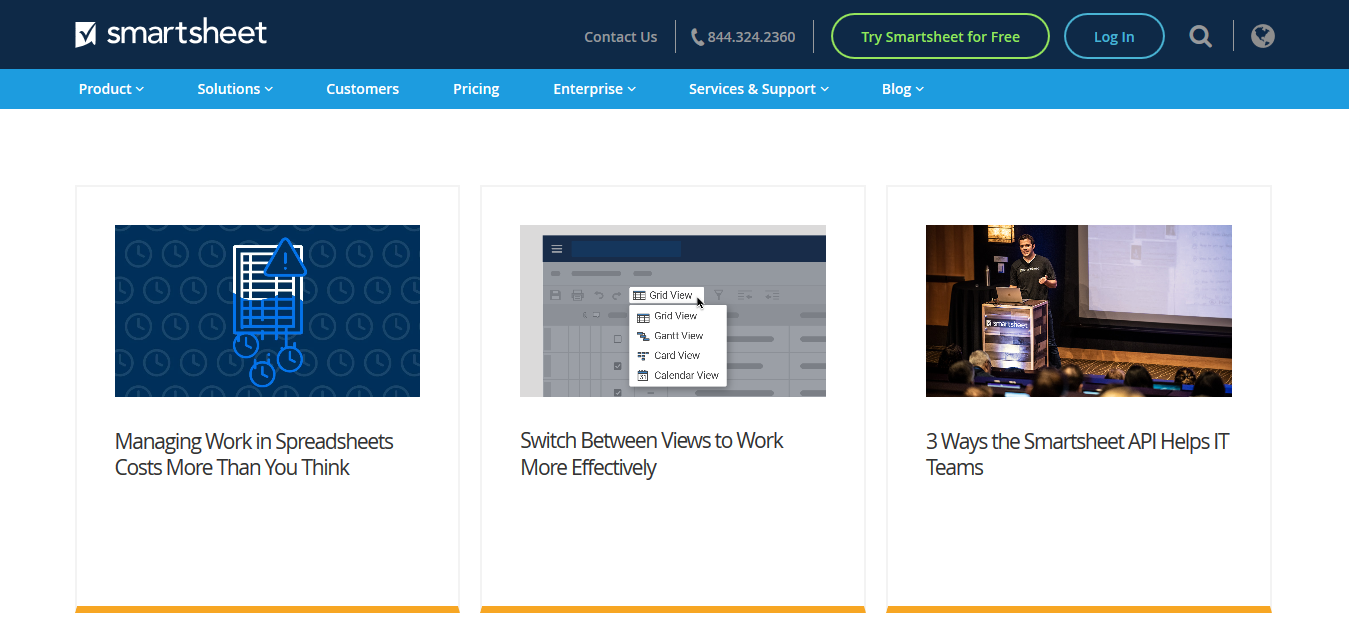 smartsheet
Contact Us
844.324.2360
Try Smartsheet for Free
Log In
Product
Solutions
Customers
Pricing
Enterprise
Services & Support
Blog
Grid View
Grid View
Gantt View
Card View
31 Calendar View
smartsheet
Managing Work in Spreadsheets
Costs More Than You Think
Switch Between Views to Work
More Effectively
3 Ways the Smartsheet API Helps IT
Teams